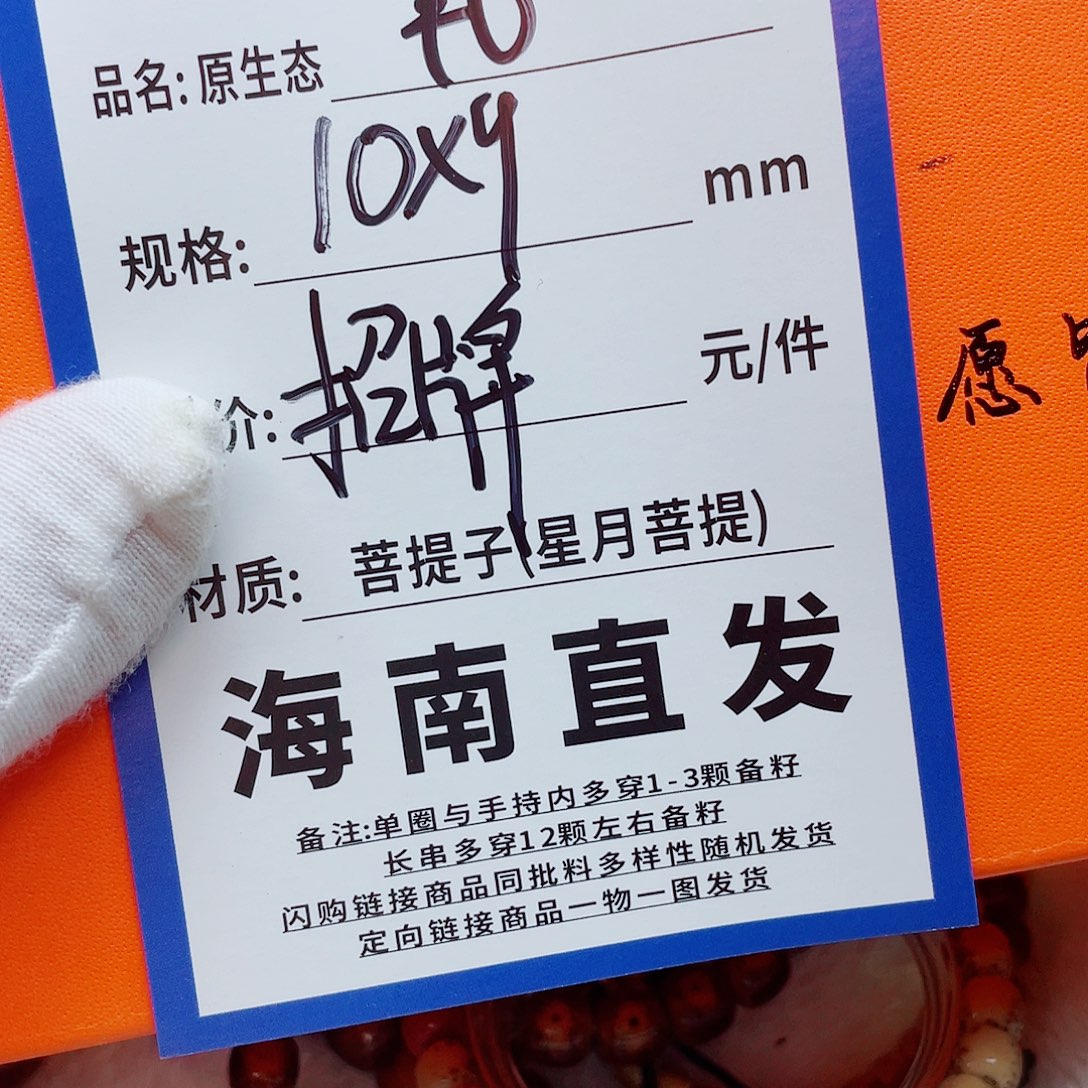 品名: 原生态
规格: 10X9 mm
价: 招牌 元/件
材质: 菩提子(星月菩提)
海南直发
备注:单圈与手持内多穿1-3颗备籽
长串多穿12颗左右备籽
闪购链接商品同批料多样性随机发货
定向链接商品一物一图发货
愿